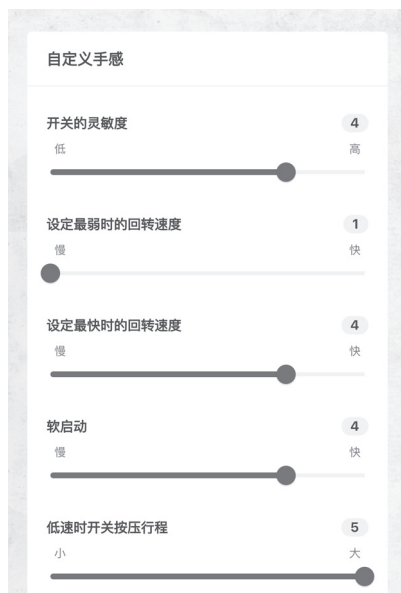 自定义手感
开关的灵敏度 4
低 高
设定最弱时的回转速度 1
慢 快
设定最快时的回转速度 4
慢 快
软启动 4
慢 快
低速时开关按压行程 5
小 大